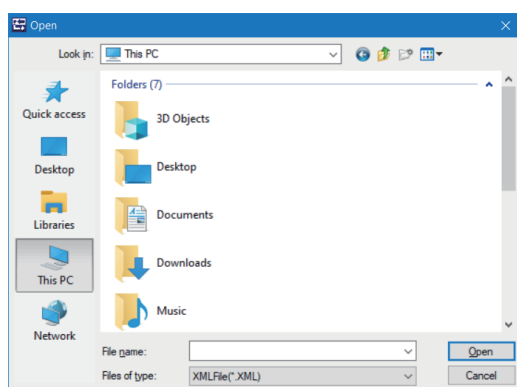 Open
Look in: This PC
Folders (7)
Quick access
3D Objects
Desktop
Desktop
Documents
Libraries
Downloads
This PC
Music
Network
File name:
Open
Files of type: XMLFile(*.XML)
Cancel